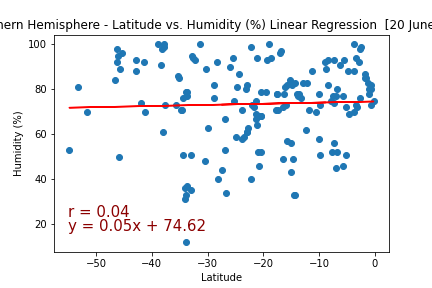 ern Hemisphere - Latitude vs. Humidity (%) Linear Regression [20 June
100
80
60
40
20
Humidity (%)
r = 0.04
y = 0.05x + 74.62
−50 −40 −30 −20 −10 0
Latitude